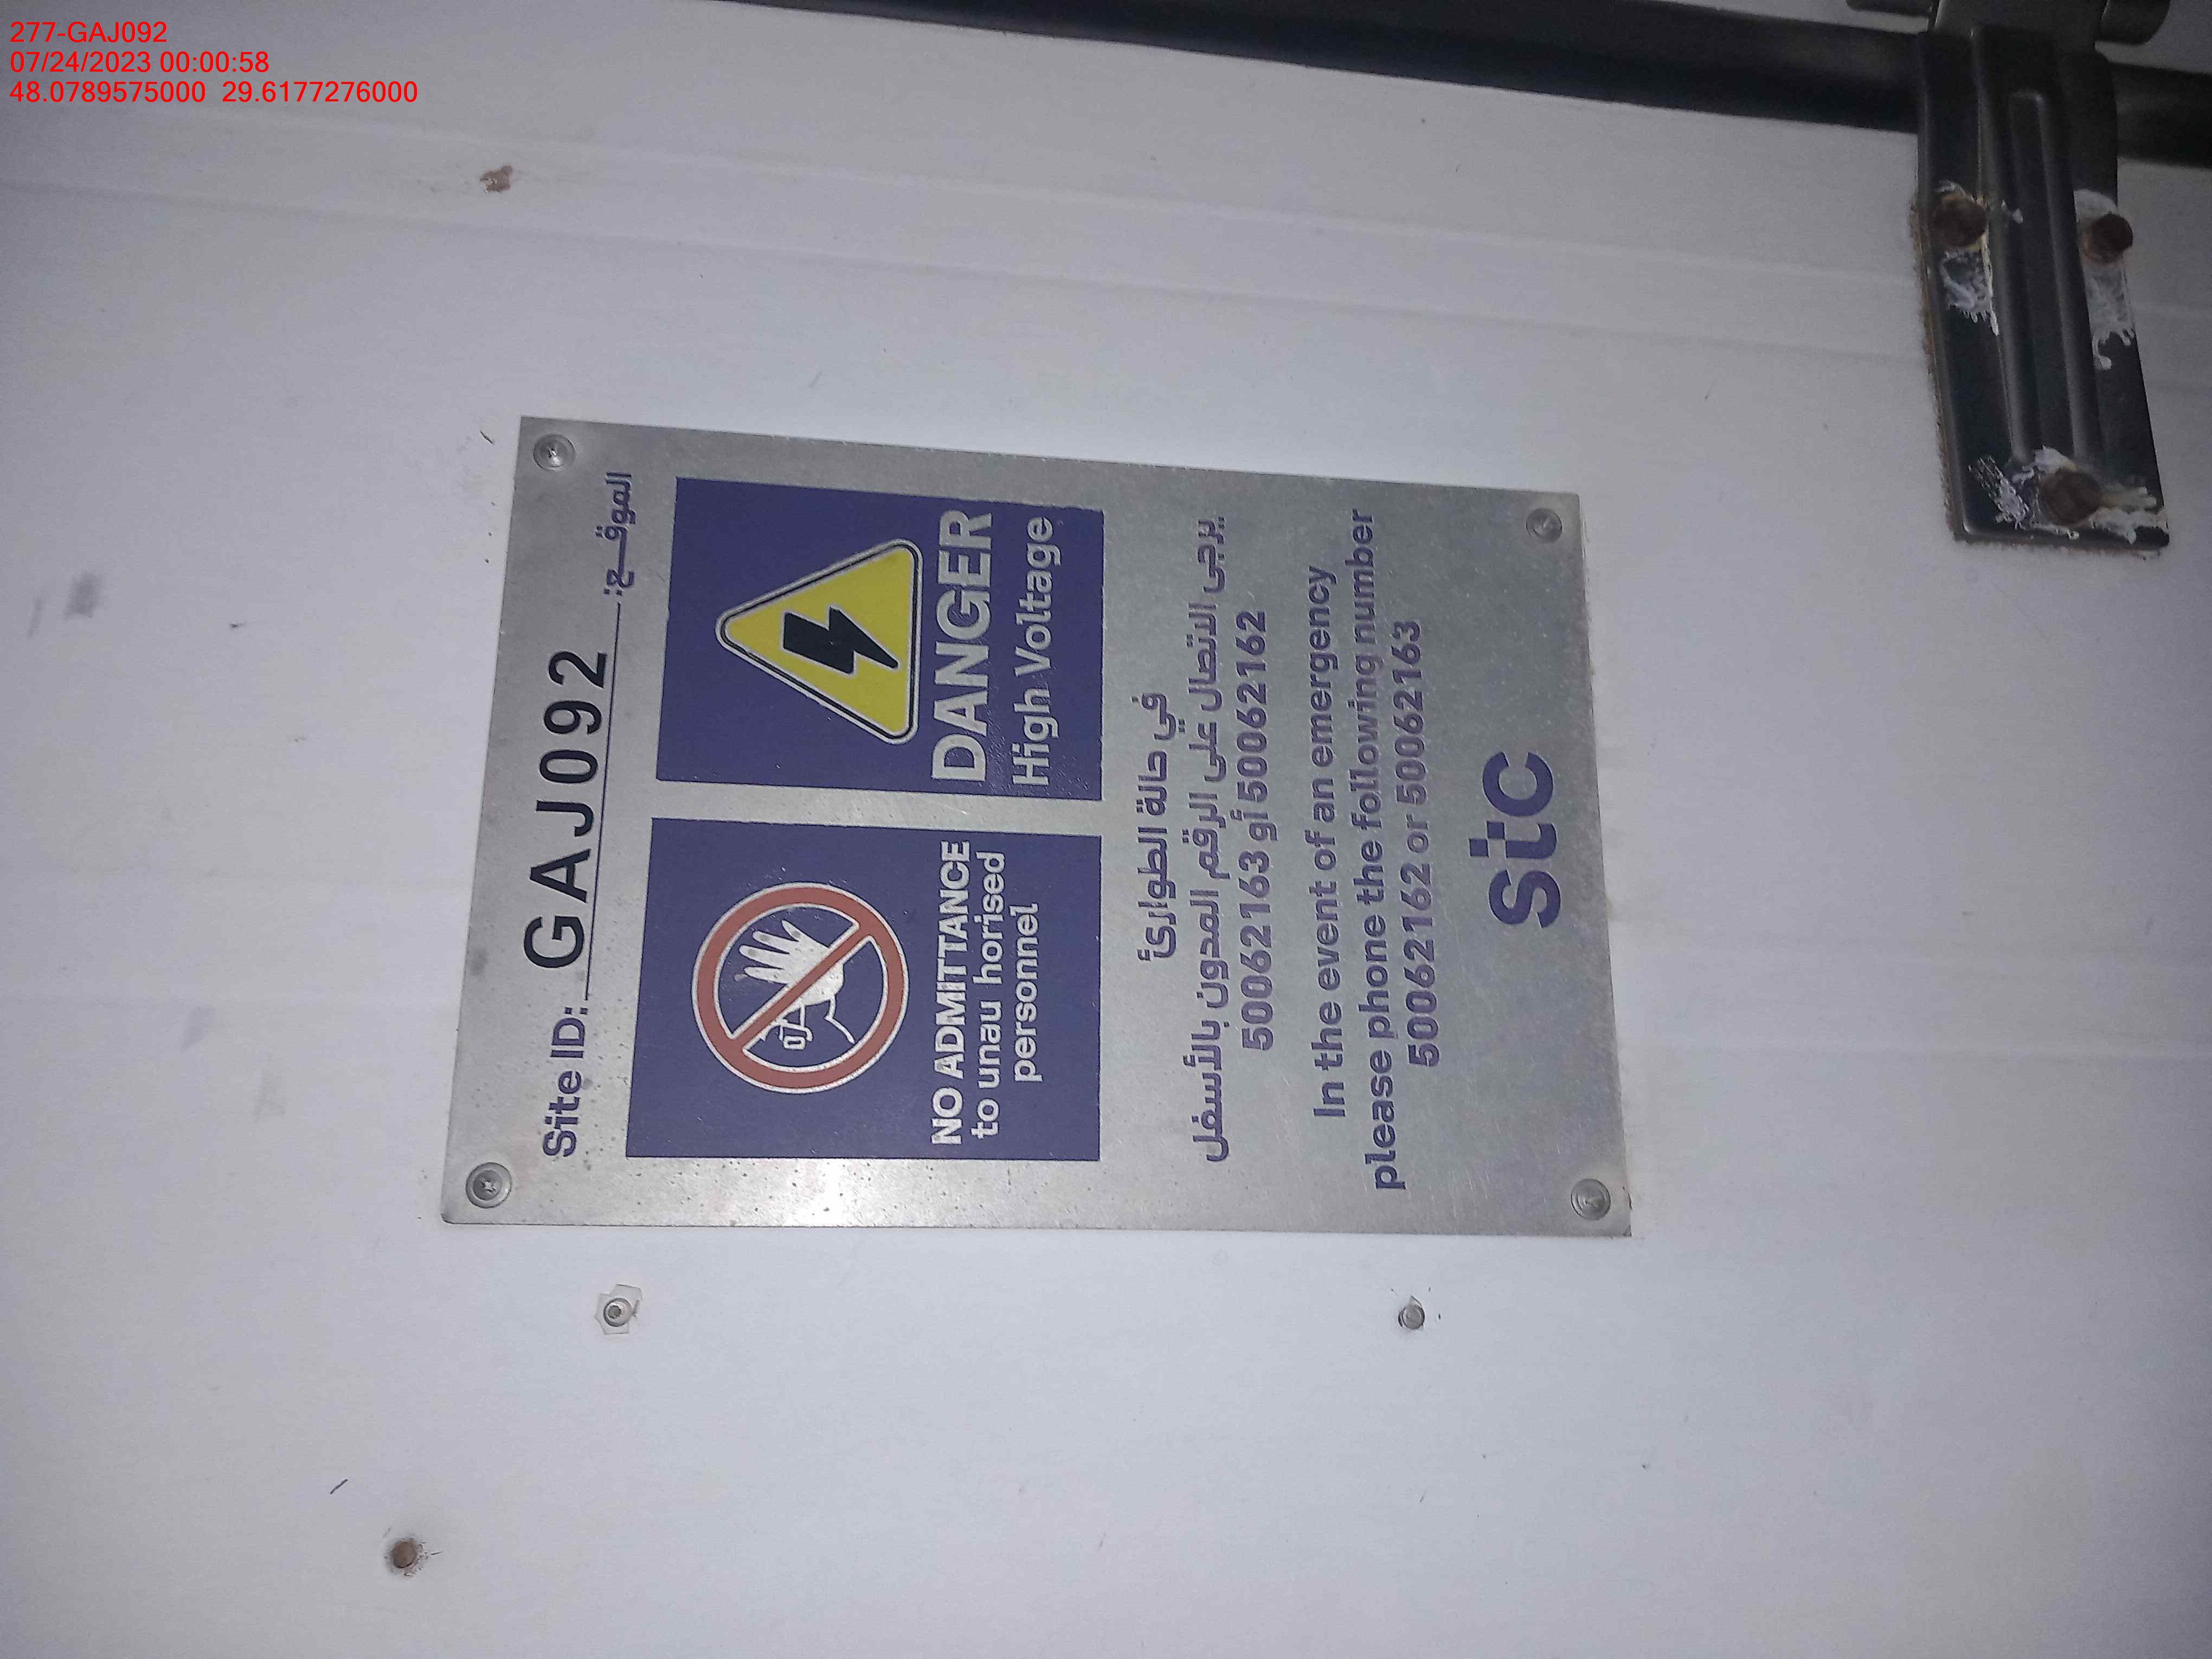 277-GAJ092
07/24/2023 00:00:58
48.0789575000 29.6177276000
Site ID: GAJ092 الموقـــع:
NO ADMITTANCE
to unau horised
personnel
DANGER
High Voltage
في حالة الطوارئ
يرجى الاتصال على الرقم المدون بالأسفل
50062163 أو 50062162
In the event of an emergency
please phone the following number
50062162 or 50062163
stc